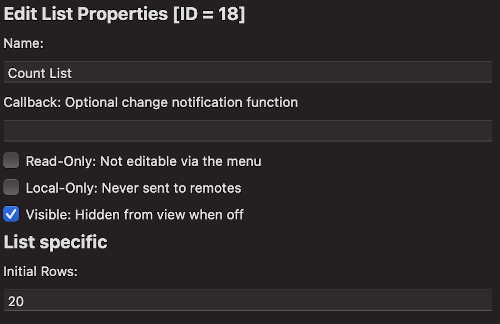 Edit List Properties [ID = 18]
Name:
Count List
Callback: Optional change notification function
Read-Only: Not editable via the menu
Local-Only: Never sent to remotes
Visible: Hidden from view when off
List specific
Initial Rows:
20